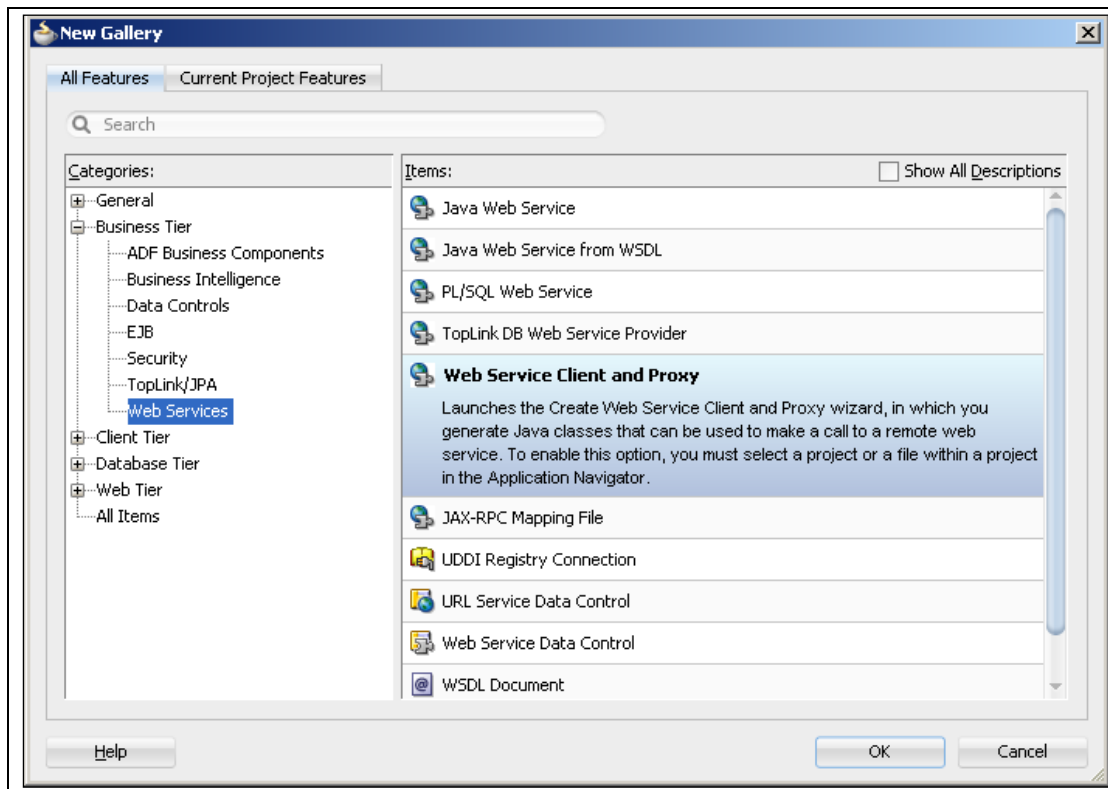 New Gallery
All Features
Current Project Features
Search
Categories:
General
Business Tier
ADF Business Components
Business Intelligence
Data Controls
EJB
Security
TopLink/JPA
Web Services
Client Tier
Database Tier
Web Tier
All Items
Items:
Show All Descriptions
Java Web Service
Java Web Service from WSDL
PL/SQL Web Service
TopLink DB Web Service Provider
Web Service Client and Proxy
Launches the Create Web Service Client and Proxy wizard, in which you
generate Java classes that can be used to make a call to a remote web
service. To enable this option, you must select a project or a file within a project
in the Application Navigator.
JAX-RPC Mapping File
UDDI Registry Connection
URL Service Data Control
Web Service Data Control
WSDL Document
Help
OK
Cancel